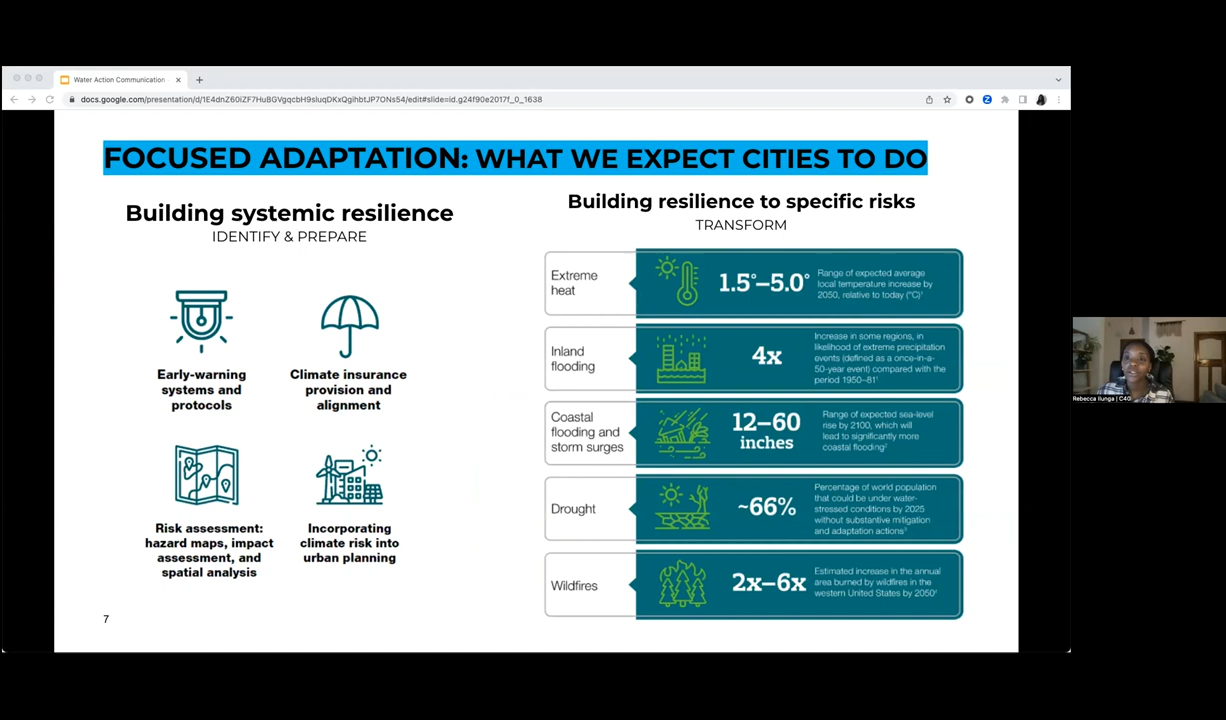 Water Action Communication
docs.google.com/presentation/d/1E4dnZ60iZF7HuBGVgqcbH9sluqDKxQgihbtJP7ONs54/edit#slide=id.g24f90e2017f_0_1638
FOCUSED ADAPTATION: WHAT WE EXPECT CITIES TO DO
Building systemic resilience
IDENTIFY & PREPARE
Early-warning
systems and
protocols
Climate insurance
provision and
alignment
Risk assessment:
hazard maps, impact
assessment, and
spatial analysis
Incorporating
climate risk into
urban planning
7
Building resilience to specific risks
TRANSFORM
Extreme
heat
1.5°–5.0°
Range of expected average
local temperature increase by
2050, relative to today (°C)¹
Inland
flooding
4x
Increase in some regions, in
likelihood of extreme precipitation
events (defined as a once-in-a-
50-year event) compared with the
period 1950–81¹
Coastal
flooding and
storm surges
12–60
inches
Range of expected sea-level
rise by 2100, which will
lead to significantly more
coastal flooding²
Drought
~66%
Percentage of world population
that could be under water-
stressed conditions by 2025
without substantive mitigation
and adaptation actions³
Wildfires
2x–6x
Estimated increase in the annual
area burned by wildfires in the
western United States by 2050⁴
Rebecca Ilunga | C40